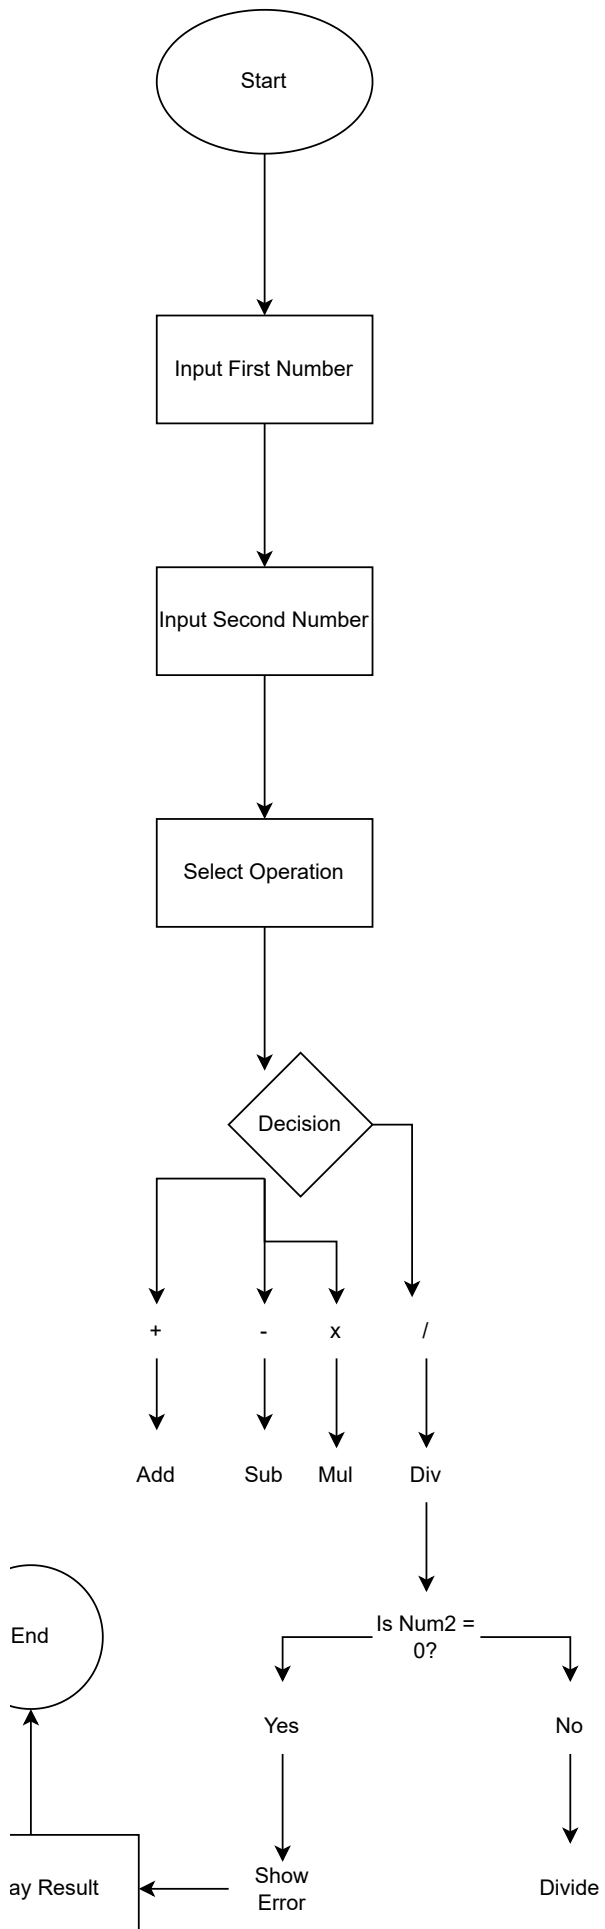 Start
Input First Number
Input Second Number
Select Operation
Decision
+
-
x
/
Add
Sub
Mul
Div
End
Is Num2 =
0?
Yes
No
ay Result
Show
Error
Divide